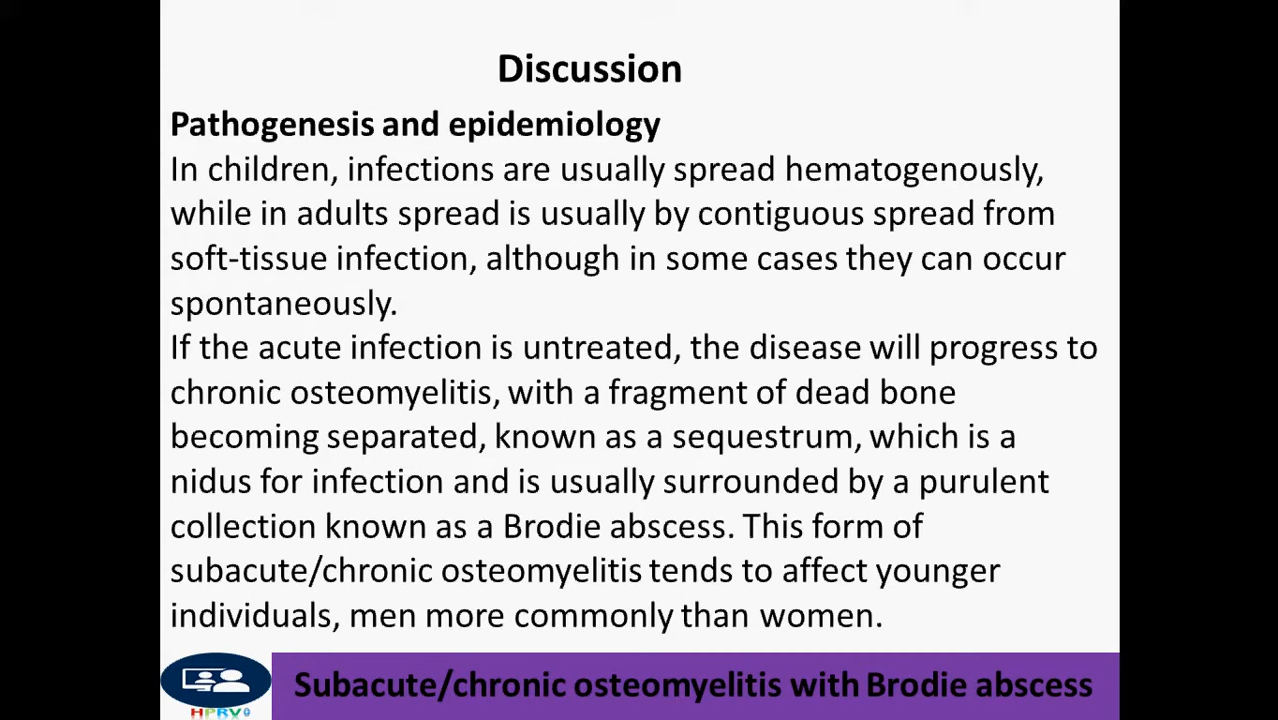 Discussion
Pathogenesis and epidemiology
In children, infections are usually spread hematogenously,
while in adults spread is usually by contiguous spread from
soft-tissue infection, although in some cases they can occur
spontaneously.
If the acute infection is untreated, the disease will progress to
chronic osteomyelitis, with a fragment of dead bone
becoming separated, known as a sequestrum, which is a
nidus for infection and is usually surrounded by a purulent
collection known as a Brodie abscess. This form of
subacute/chronic osteomyelitis tends to affect younger
individuals, men more commonly than women.
Subacute/chronic osteomyelitis with Brodie abscess